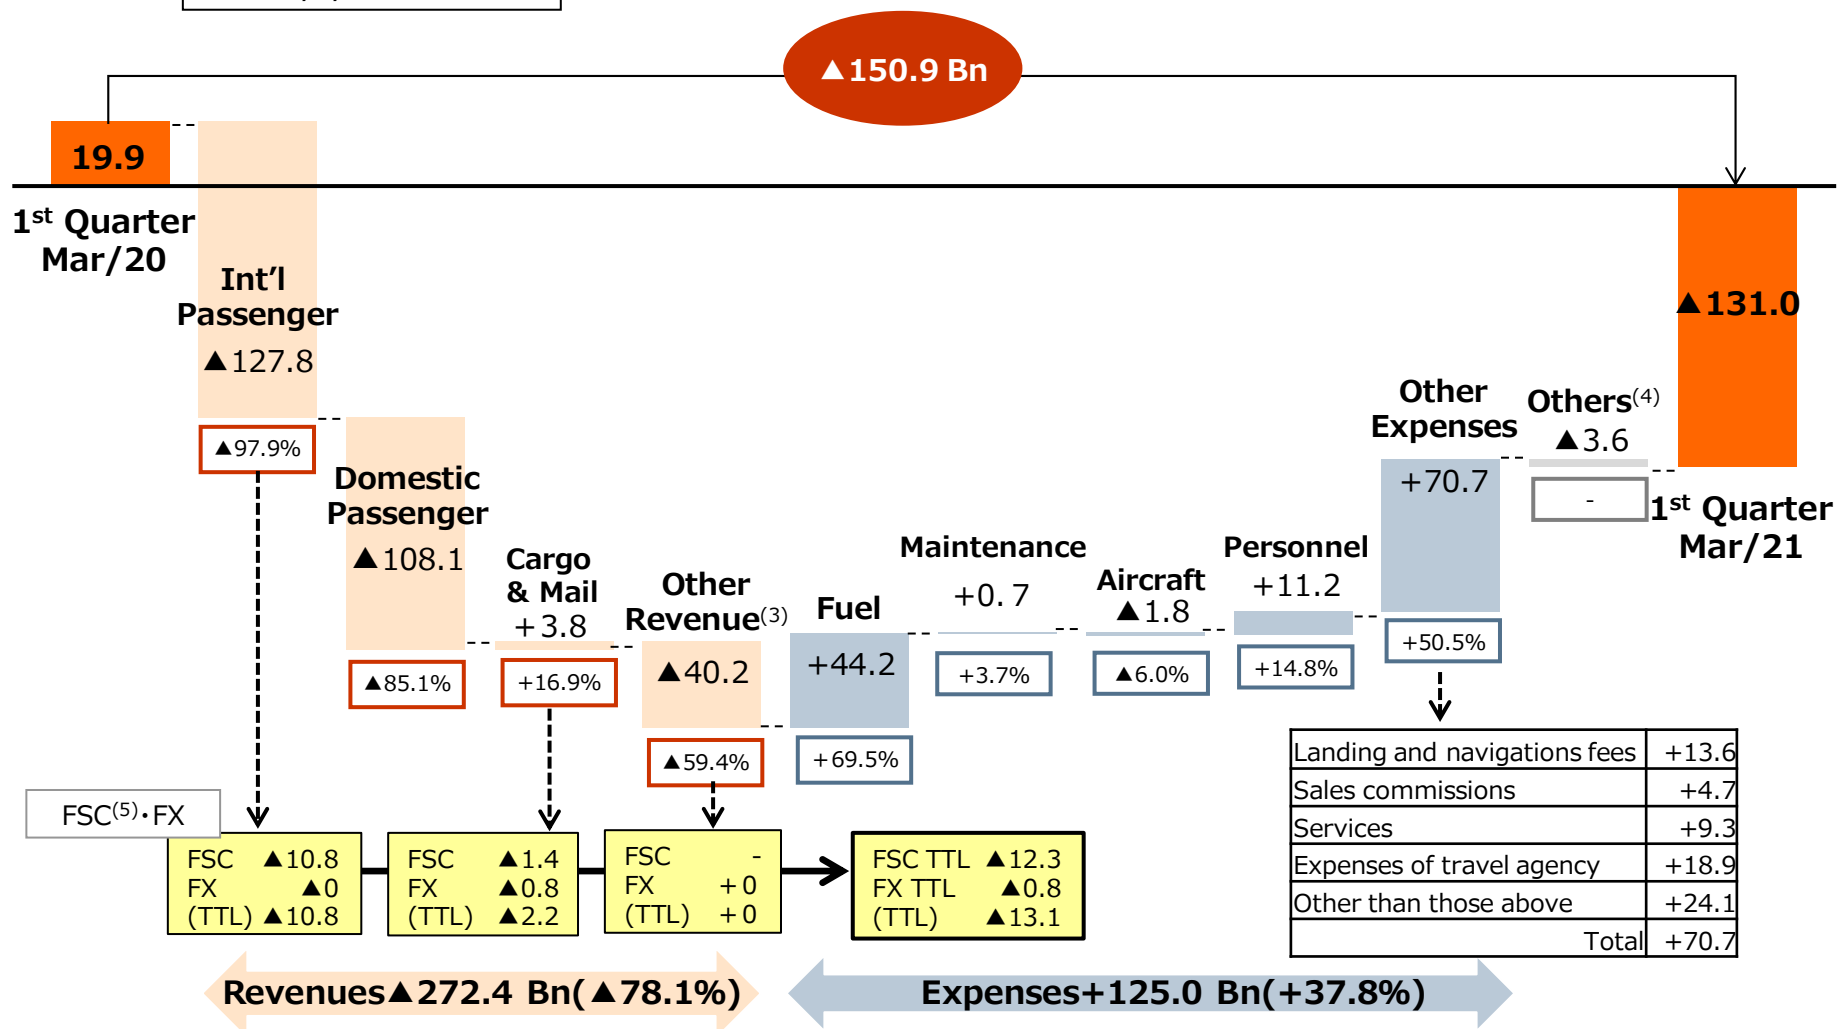 ▲150.9 Bn
19.9
1st Quarter
Mar/20
Int’l
Passenger
▲127.8
▲97.9%
Domestic
Passenger
▲108.1
▲85.1%
Cargo
& Mail
+3.8
+16.9%
Other
Revenue(3)
▲40.2
▲59.4%
Fuel
+44.2
+69.5%
Maintenance
+0. 7
+3.7%
Aircraft
▲1.8
▲6.0%
Personnel
+11.2
+14.8%
Other
Expenses
+70.7
+50.5%
Others(4)
▲3.6
-
▲131.0
1st Quarter
Mar/21
Landing and navigations fees +13.6
Sales commissions +4.7
Services +9.3
Expenses of travel agency +18.9
Other than those above +24.1
Total +70.7
FSC(5)・FX
FSC ▲10.8
FX ▲0
(TTL) ▲10.8
FSC ▲1.4
FX ▲0.8
(TTL) ▲2.2
FSC -
FX +0
(TTL) +0
FSC TTL ▲12.3
FX TTL ▲0.8
(TTL) ▲13.1
Revenues▲272.4 Bn(▲78.1%)
Expenses+125.0 Bn(+37.8%)